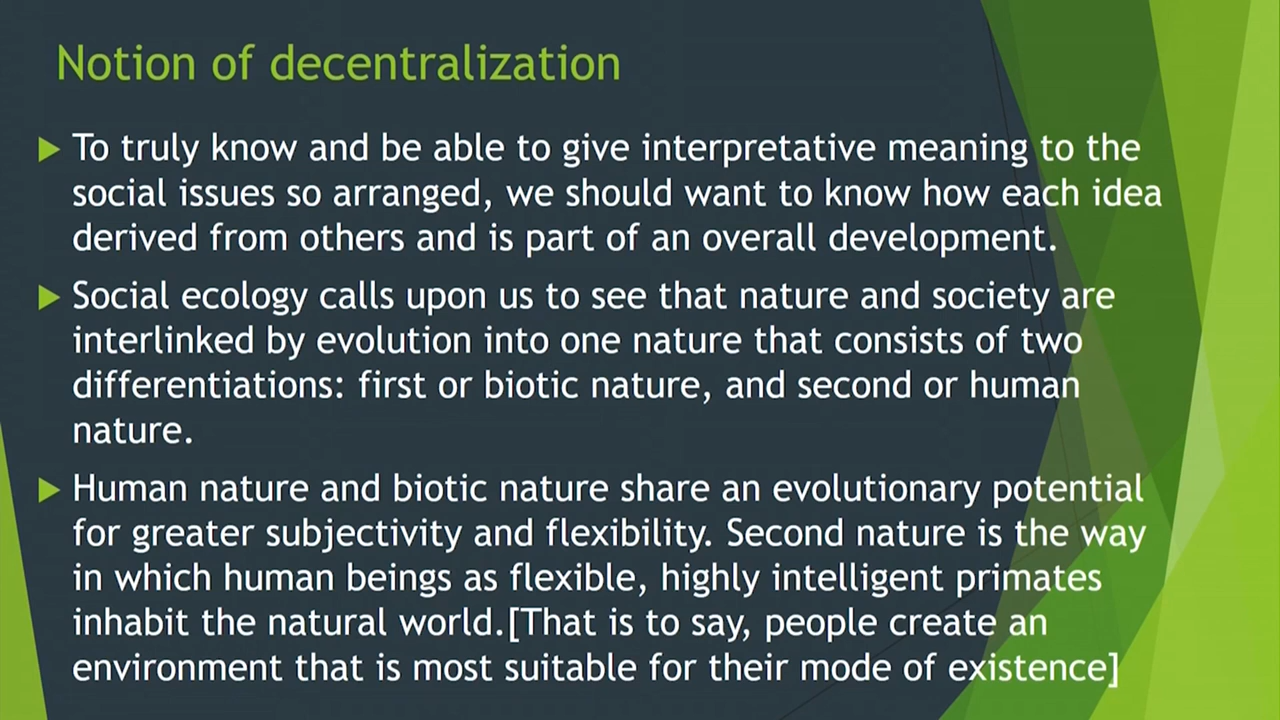 Notion of decentralization
To truly know and be able to give interpretative meaning to the
social issues so arranged, we should want to know how each idea
derived from others and is part of an overall development.
Social ecology calls upon us to see that nature and society are
interlinked by evolution into one nature that consists of two
differentiations: first or biotic nature, and second or human
nature.
Human nature and biotic nature share an evolutionary potential
for greater subjectivity and flexibility. Second nature is the way
in which human beings as flexible, highly intelligent primates
inhabit the natural world.[That is to say, people create an
environment that is most suitable for their mode of existence]